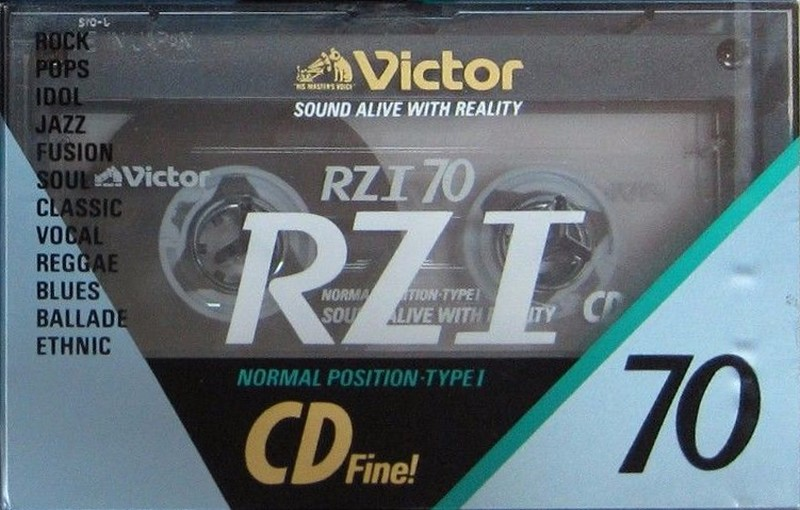 ROCK
POPS
IDOL
JAZZ
FUSION
SOUL
CLASSIC
VOCAL
REGGAE
BLUES
BALLADE
ETHNIC
Victor
"HIS MASTER'S VOICE"
SOUND ALIVE WITH REALITY
Victor
RZI 70
RZI
NORMAL POSITION·TYPE I
SOUND ALIVE WITH REALITY
CD
NORMAL POSITION·TYPE I
CD Fine!
70